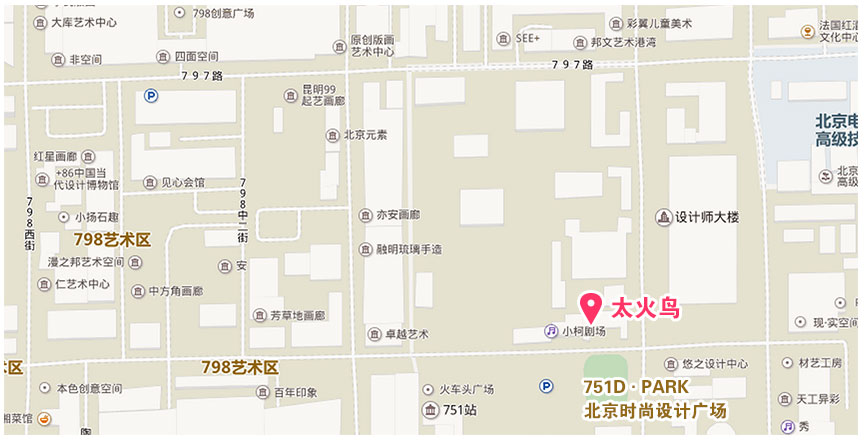 大库艺术中心
798创意广场
非空间
四面空间
原创版画
艺术中心
SEE+
彩翼儿童美术
邦文艺术港湾
法国红酒
文化中心
797路
797路
P
昆明99
起艺画廊
北京元素
北京电
高级技
红星画廊
+86中国当
代设计博物馆
见心会馆
北京
高级
798西街
798中二街
小扬石趣
亦安画廊
设计师大楼
798艺术区
融明琉璃手造
漫之邦艺术空间
安
仁艺术中心
中方角画廊
太火鸟
芳草地画廊
卓越艺术
小柯剧场
现·实空间
798艺术区
术区
悠之设计中心
材艺工房
本色创意空间
百年印象
火车头广场
P
751D·PARK
北京时尚设计广场
天工异彩
751站
湘菜馆
陶
秀